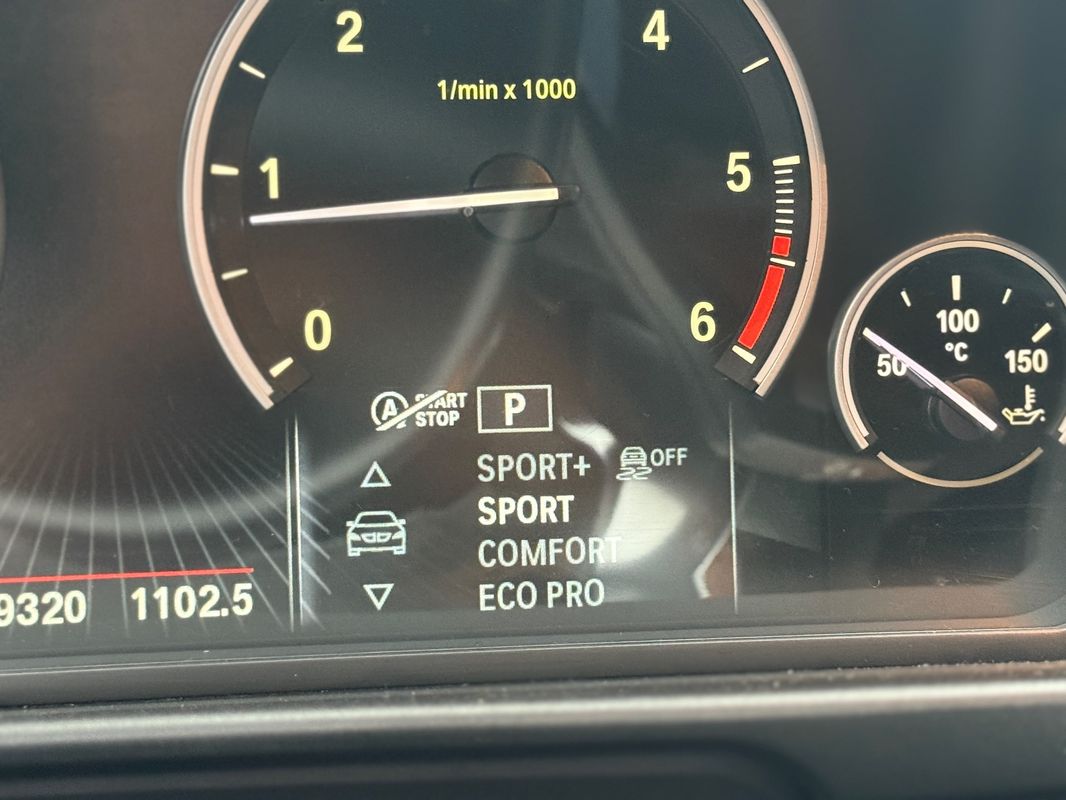 2
4
1/min x 1000
1
5
0
6
100
°C
50
150
A START STOP
P
SPORT+ OFF
SPORT
COMFORT
ECO PRO
9320 1102.5